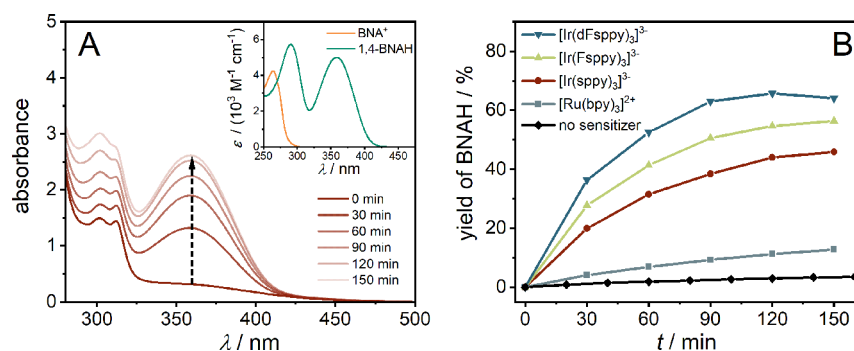 A
absorbance
5
4
3
2
1
0
300
350
400
450
500
λ / nm
0 min
30 min
60 min
90 min
120 min
150 min
BNA⁺
1,4-BNAH
ε / (10³ M⁻¹ cm⁻¹)
6
4
2
0
250 300 350 400 450
λ / nm
B
yield of BNAH / %
80
60
40
20
0
0 30 60 90 120 150
t / min
[Ir(dFsppy)₃]³⁻
[Ir(Fsppy)₃]³⁻
[Ir(sppy)₃]³⁻
[Ru(bpy)₃]²⁺
no sensitizer